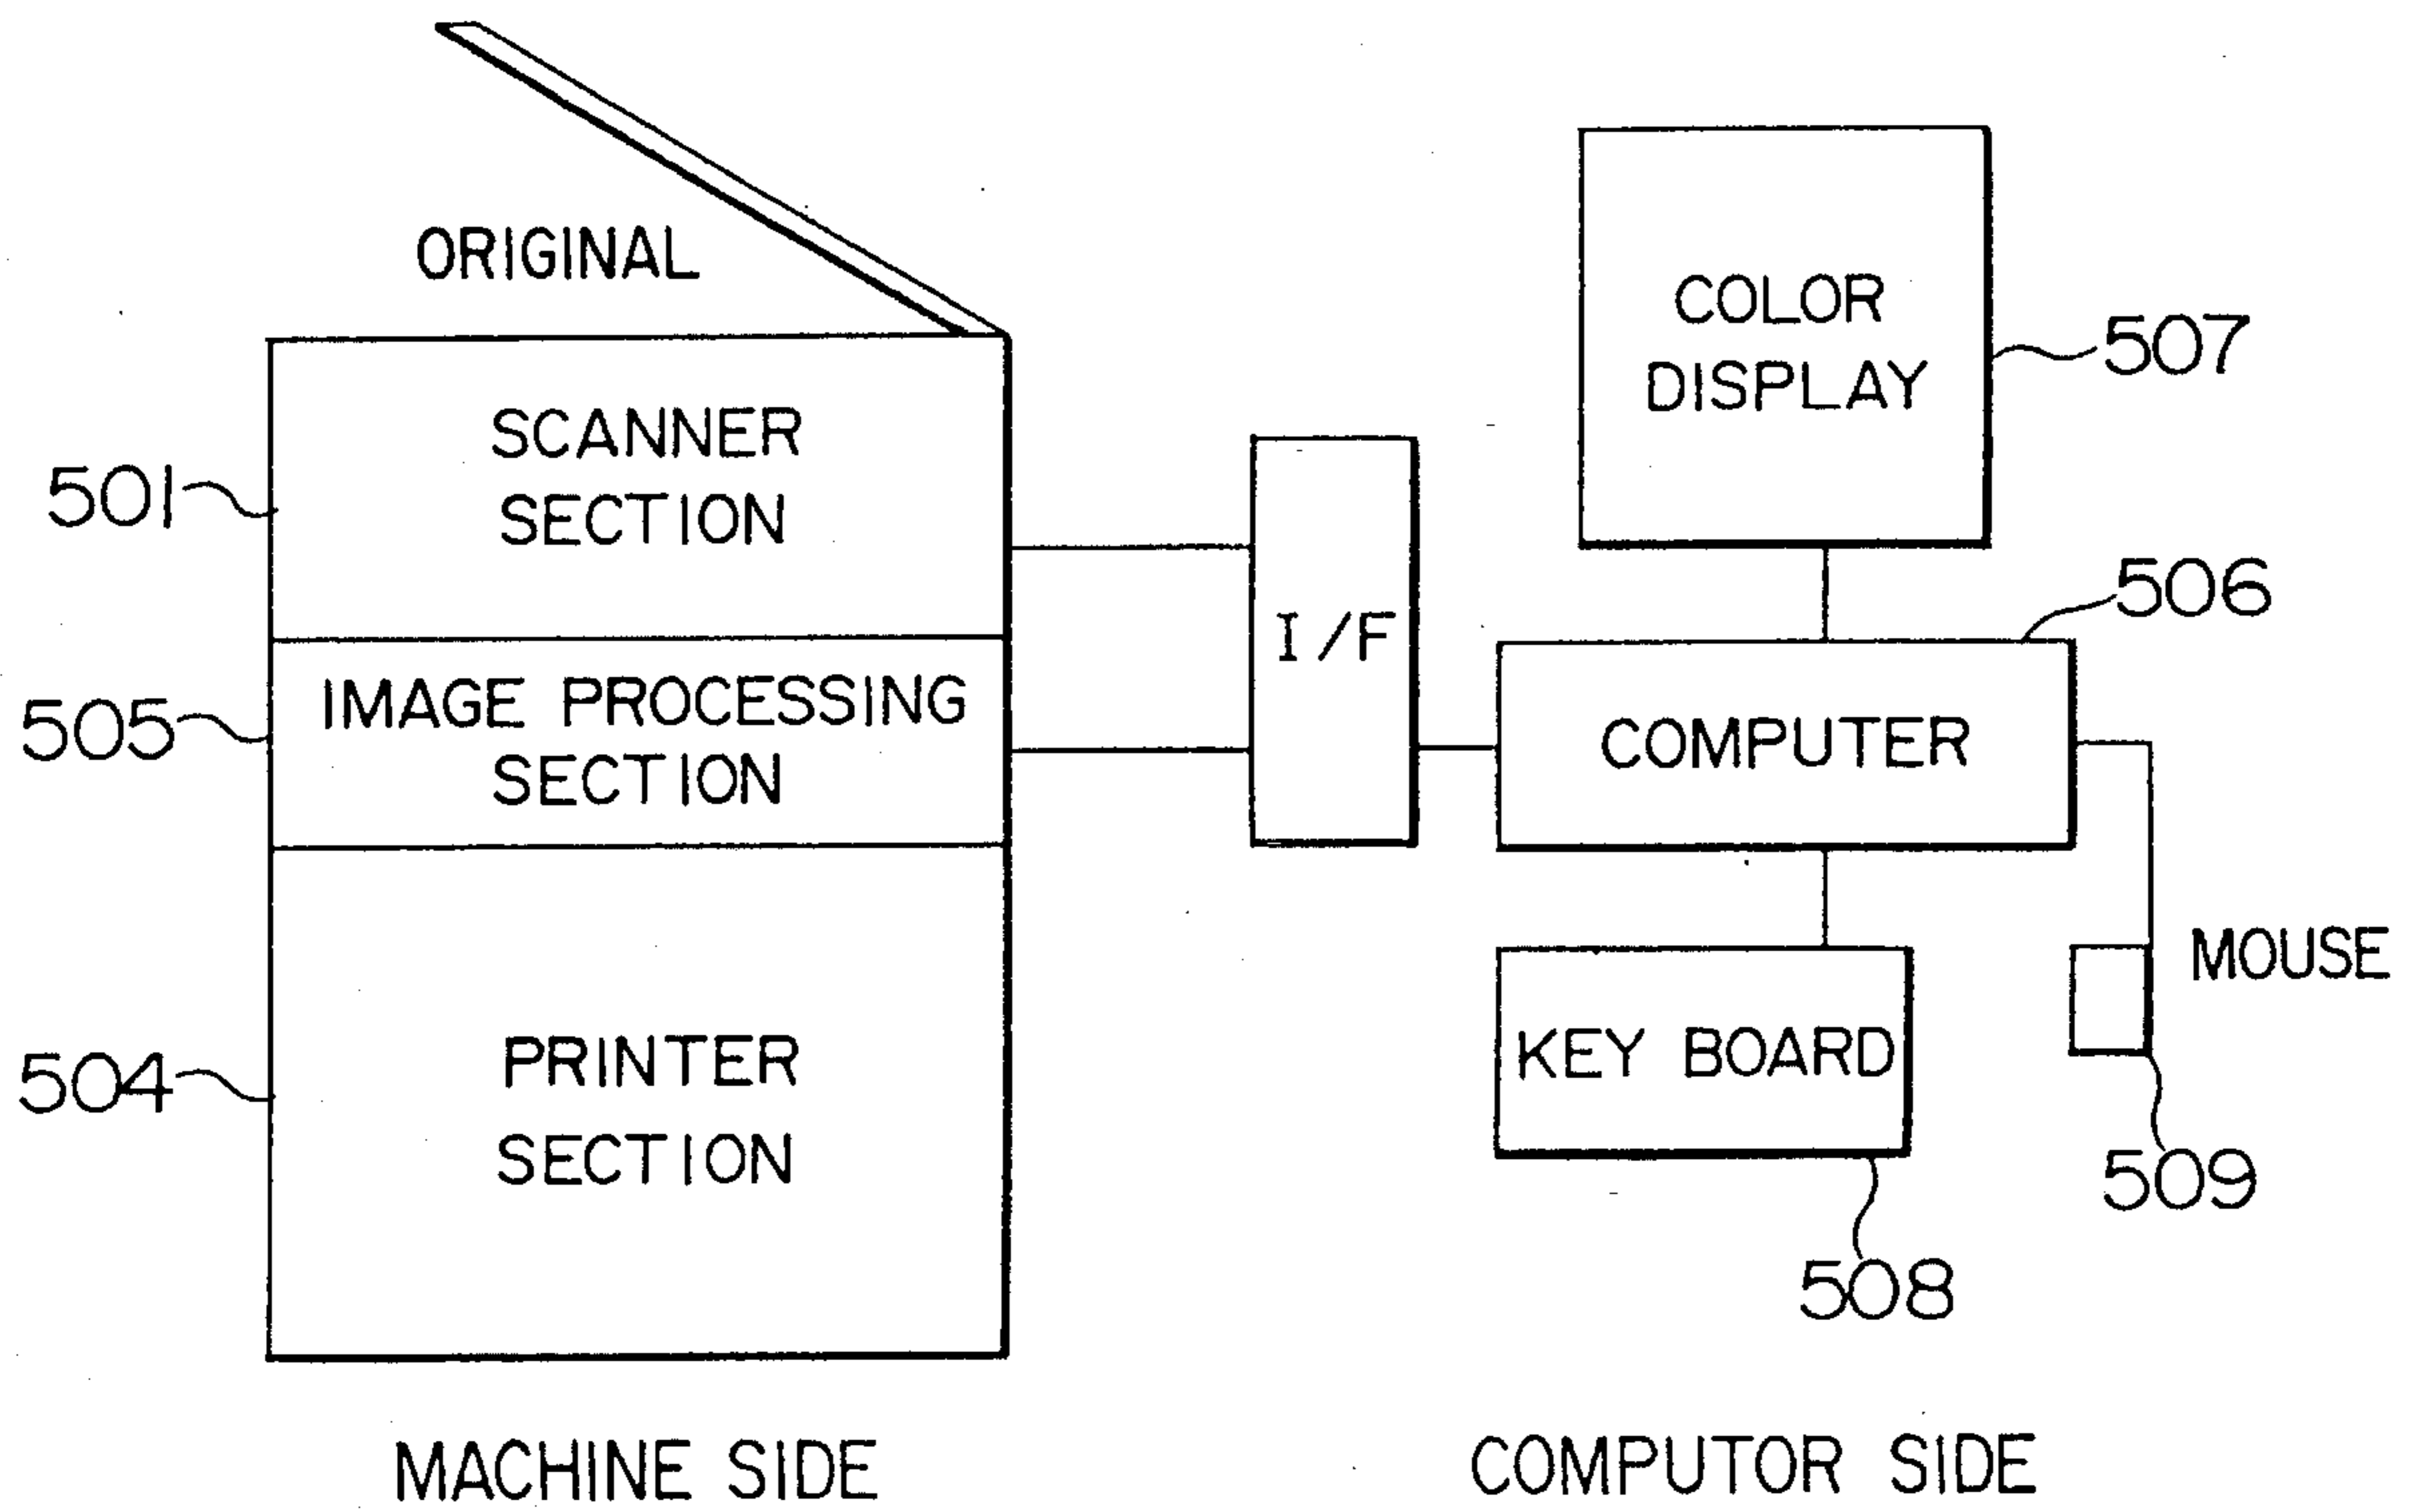 ORIGINAL
SCANNER
SECTION
501
IMAGE PROCESSING
SECTION
505
PRINTER
SECTION
504
MACHINE SIDE
I/F
COLOR
DISPLAY
507
506
COMPUTER
KEY BOARD
508
MOUSE
509
COMPUTOR SIDE